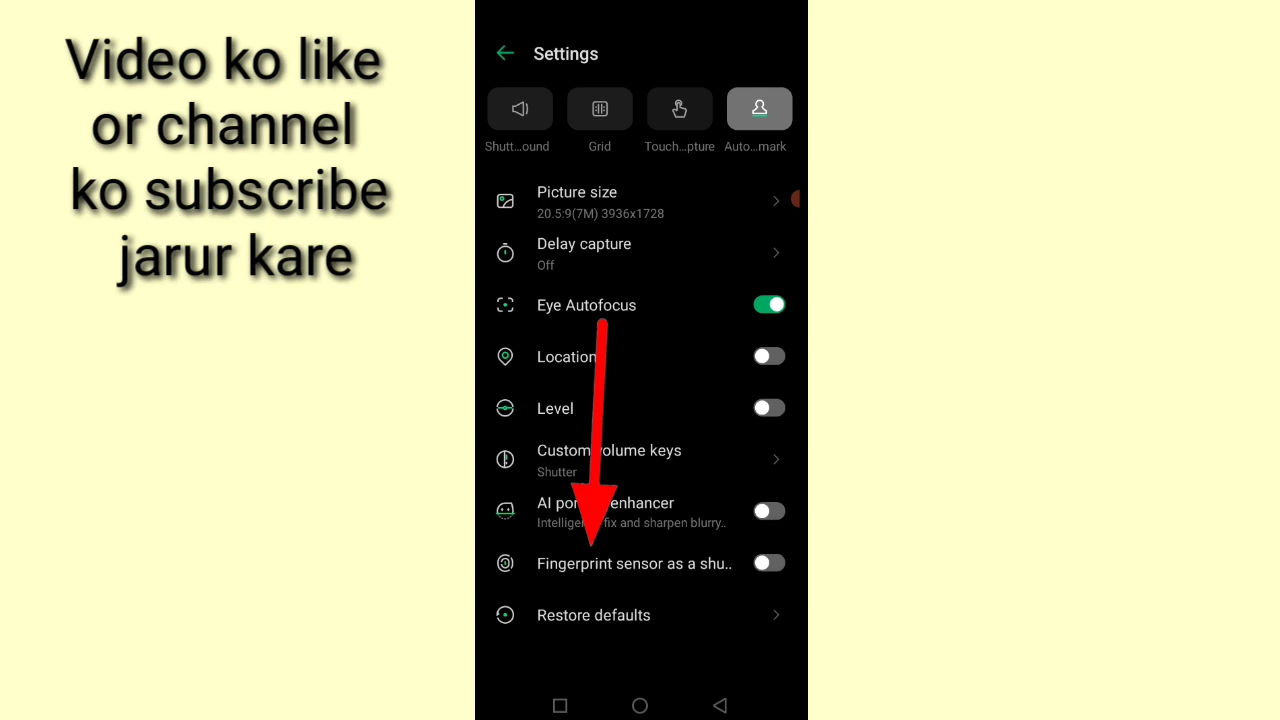 Video ko like
or channel
ko subscribe
jarur kare
Settings
Shutt...ound
Grid
Touch...pture
Auto...mark
Picture size
20.5:9(7M) 3936x1728
Delay capture
Off
Eye Autofocus
Location
Level
Custom volume keys
Shutter
AI enhancer
fix and sharpen blurry..
Fingerprint sensor as a shu..
Restore defaults